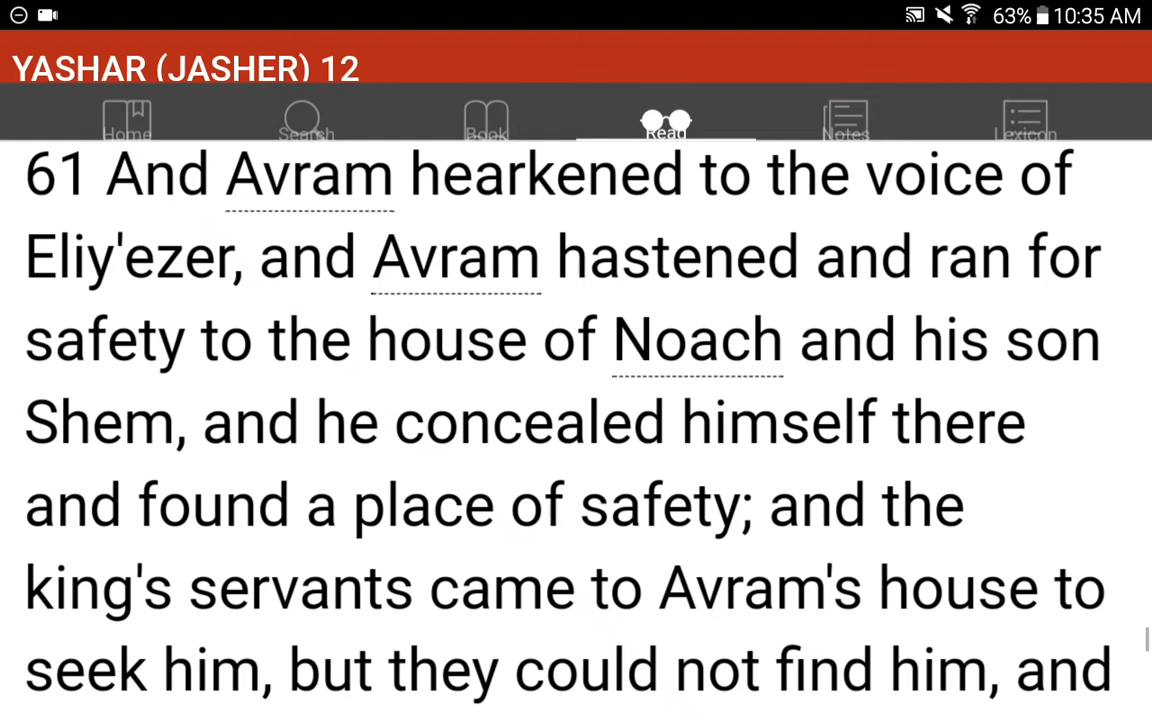 63% 10:35 AM
YASHAR (JASHER) 12
Home Search Book Read Notes Lexicon
61 And Avram hearkened to the voice of
Eliy'ezer, and Avram hastened and ran for
safety to the house of Noach and his son
Shem, and he concealed himself there
and found a place of safety; and the
king's servants came to Avram's house to
seek him, but they could not find him, and